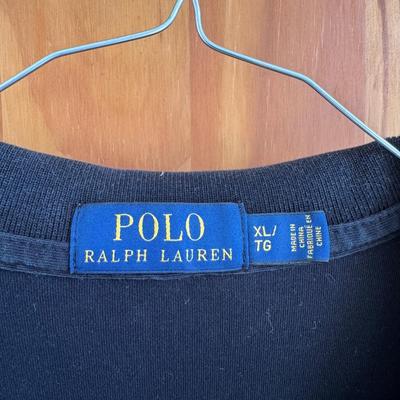 POLO
RALPH LAUREN
XL/
TG
MADE IN
CHINA
FABRIQUÉ EN
CHINE